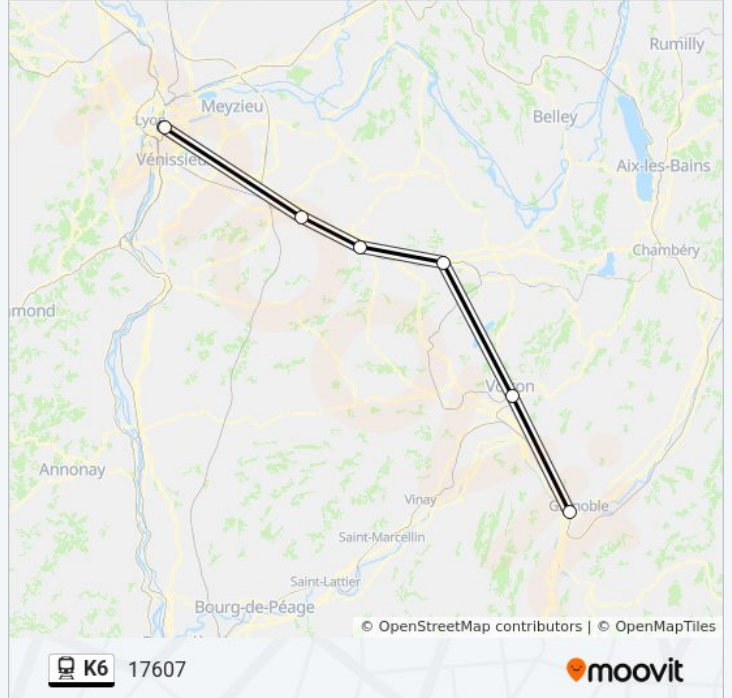 Rumilly
Meyzieu
Lyon
Belley
Vénissieux
Aix-les-Bains
Chambéry
mond
Voiron
Annonay
Vinay
Grenoble
Saint-Marcellin
Saint-Lattier
Bourg-de-Péage
© OpenStreetMap contributors | © OpenMapTiles
K6 17607
moovit